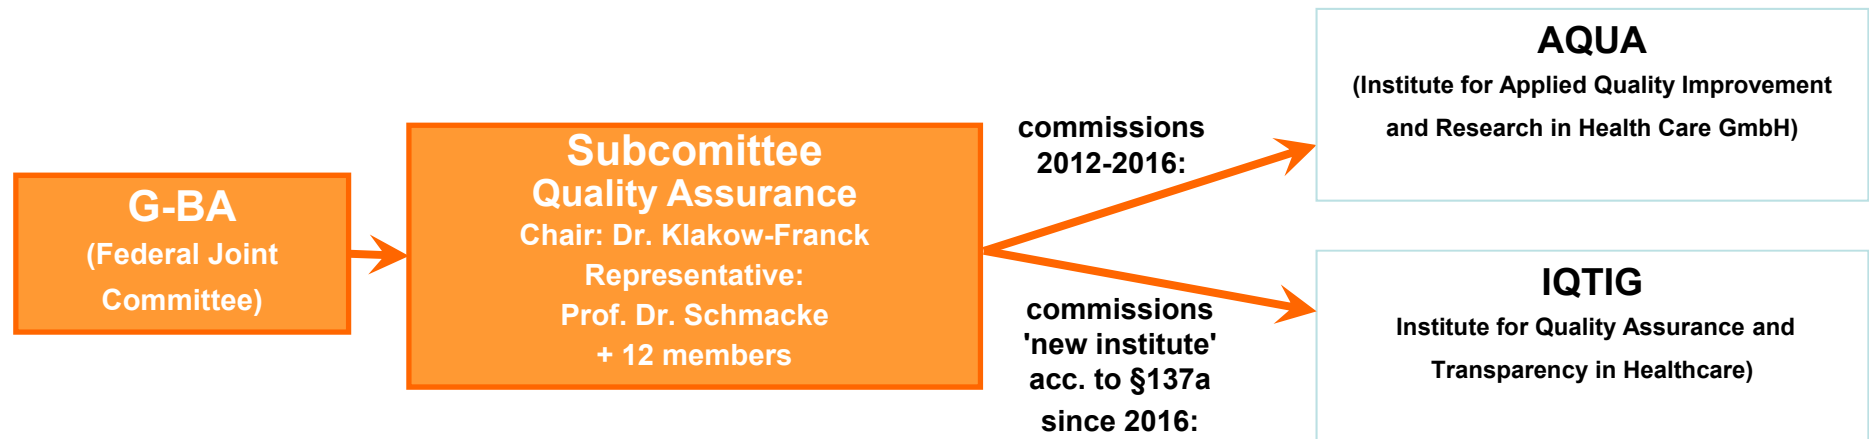 G-BA
(Federal Joint
Committee)
Subcomittee
Quality Assurance
Chair: Dr. Klakow-Franck
Representative:
Prof. Dr. Schmacke
+ 12 members
commissions
2012-2016:
commissions
'new institute'
acc. to §137a
since 2016:
AQUA
(Institute for Applied Quality Improvement
and Research in Health Care GmbH)
IQTIG
Institute for Quality Assurance and
Transparency in Healthcare)